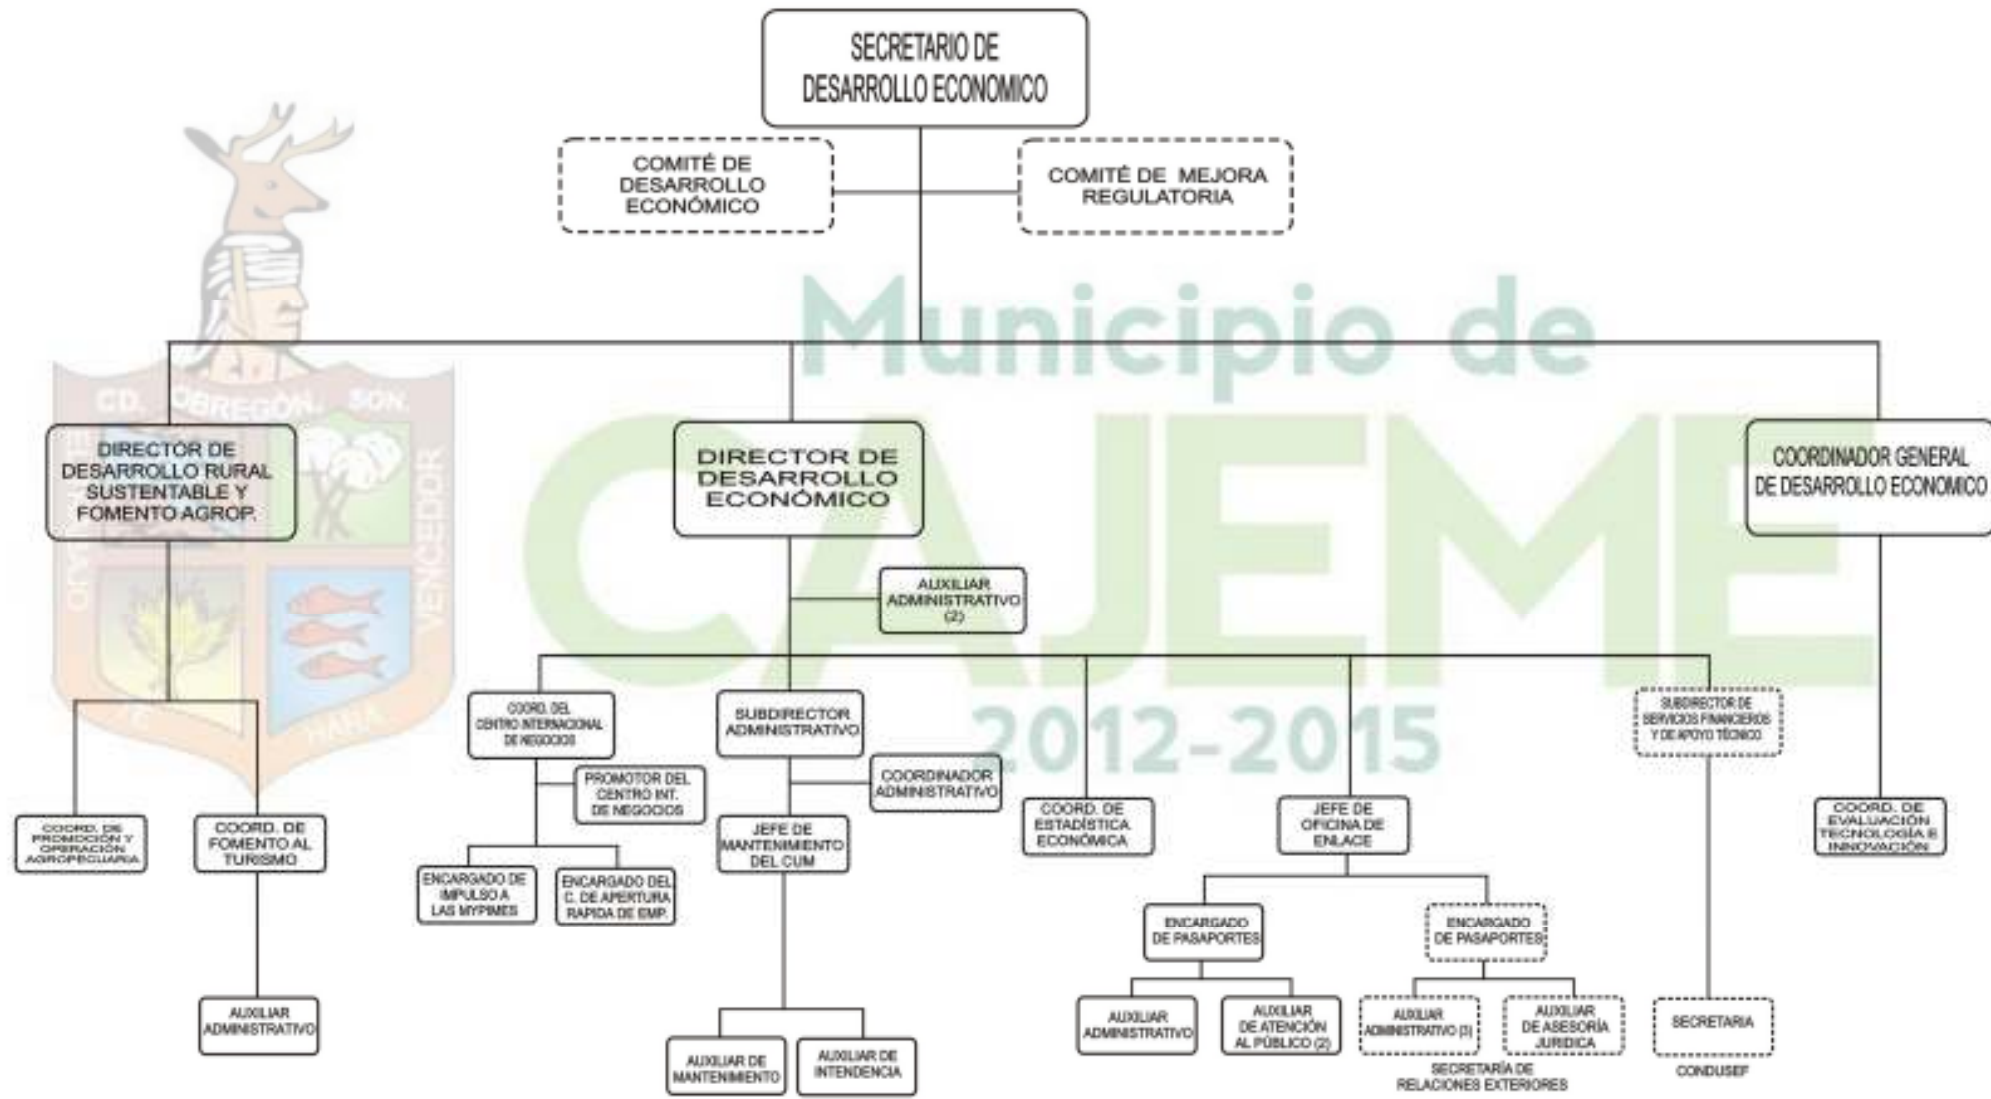 SECRETARIO DE
DESARROLLO ECONOMICO
COMITÉ DE
DESARROLLO
ECONÓMICO
COMITÉ DE MEJORA
REGULATORIA
Municipio de
CAJEME
2012-2015
CD. OBREGÓN, SON.
VENCEDOR
DIRECTOR DE
DESARROLLO RURAL
SUSTENTABLE Y
FOMENTO AGROP.
DIRECTOR DE
DESARROLLO
ECONÓMICO
COORDINADOR GENERAL
DE DESARROLLO ECONOMICO
AUXILIAR
ADMINISTRATIVO
(2)
COORD. DEL
CENTRO INTERNACIONAL
DE NEGOCIOS
SUBDIRECTOR
ADMINISTRATIVO
SUBDIRECTOR DE
SERVICIOS FINANCIEROS
Y DE APOYO TÉCNICO
PROMOTOR DEL
CENTRO INT.
DE NEGOCIOS
COORDINADOR
ADMINISTRATIVO
COORD. DE
PROMOCIÓN Y
OPERACIÓN
AGROPECUARIA
COORD. DE
FOMENTO AL
TURISMO
JEFE DE
MANTENIMIENTO
DEL CUM
COORD. DE
ESTADÍSTICA
ECONÓMICA
JEFE DE
OFICINA DE
ENLACE
COORD. DE
EVALUACIÓN
TECNOLOGÍA E
INNOVACIÓN
ENCARGADO DE
IMPULSO A
LAS MYPIMES
ENCARGADO DEL
C. DE APERTURA
RAPIDA DE EMP.
ENCARGADO
DE PASAPORTES
ENCARGADO
DE PASAPORTES
AUXILIAR
ADMINISTRATIVO
AUXILIAR
ADMINISTRATIVO
AUXILIAR
DE ATENCIÓN
AL PÚBLICO (2)
AUXILIAR
ADMINISTRATIVO (3)
AUXILIAR
DE ASESORÍA
JURIDICA
SECRETARIA
AUXILIAR DE
MANTENIMIENTO
AUXILIAR DE
INTENDENCIA
SECRETARÍA DE
RELACIONES EXTERIORES
CONDUSEF